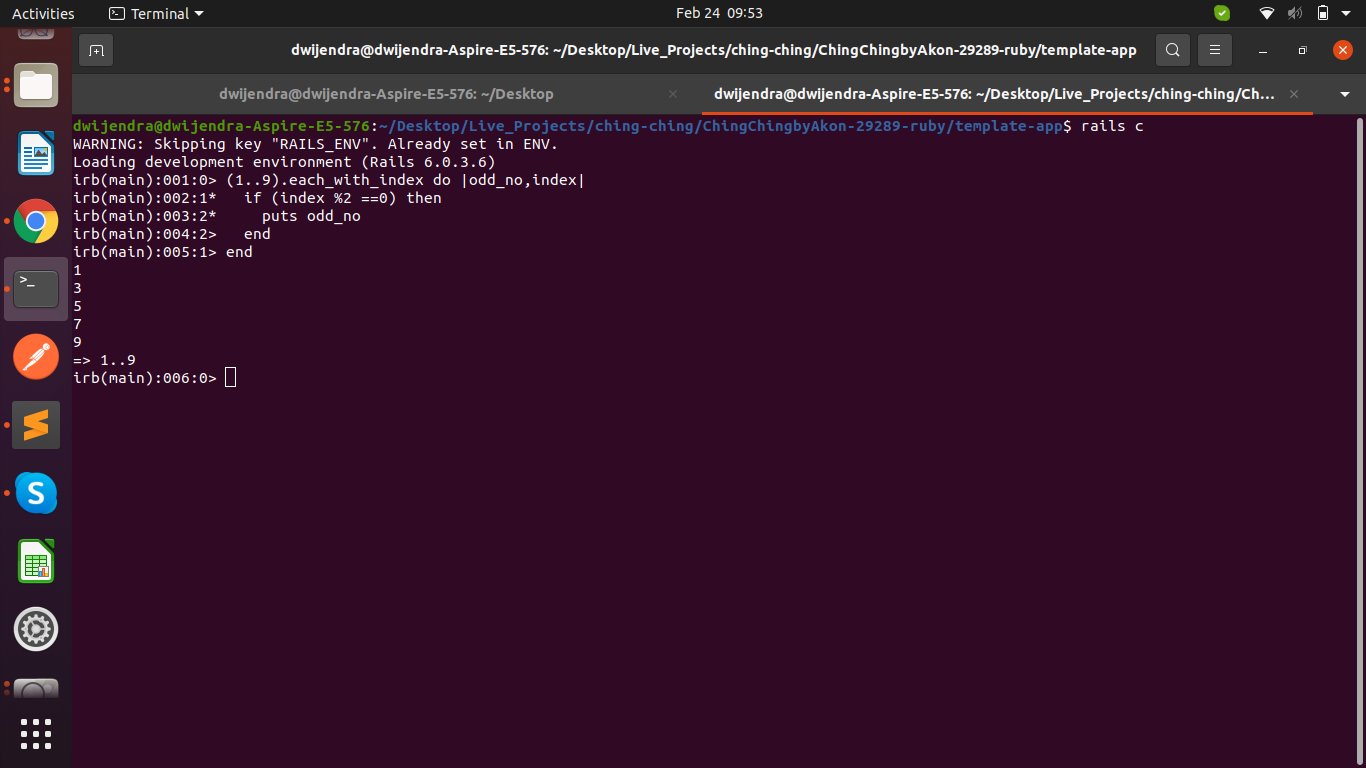 Activities
Terminal
Feb 24 09:53
dwijendra@dwijendra-Aspire-E5-576: ~/Desktop/Live_Projects/ching-ching/ChingChingbyAkon-29289-ruby/template-app
dwijendra@dwijendra-Aspire-E5-576: ~/Desktop
dwijendra@dwijendra-Aspire-E5-576: ~/Desktop/Live_Projects/ching-ching/Ch...
dwijendra@dwijendra-Aspire-E5-576:~/Desktop/Live_Projects/ching-ching/ChingChingbyAkon-29289-ruby/template-app$ rails c
WARNING: Skipping key "RAILS_ENV". Already set in ENV.
Loading development environment (Rails 6.0.3.6)
irb(main):001:0> (1..9).each_with_index do |odd_no,index|
irb(main):002:1*   if (index %2 ==0) then
irb(main):003:2*     puts odd_no
irb(main):004:2>   end
irb(main):005:1> end
1
3
5
7
9
=> 1..9
irb(main):006:0>
>_
S